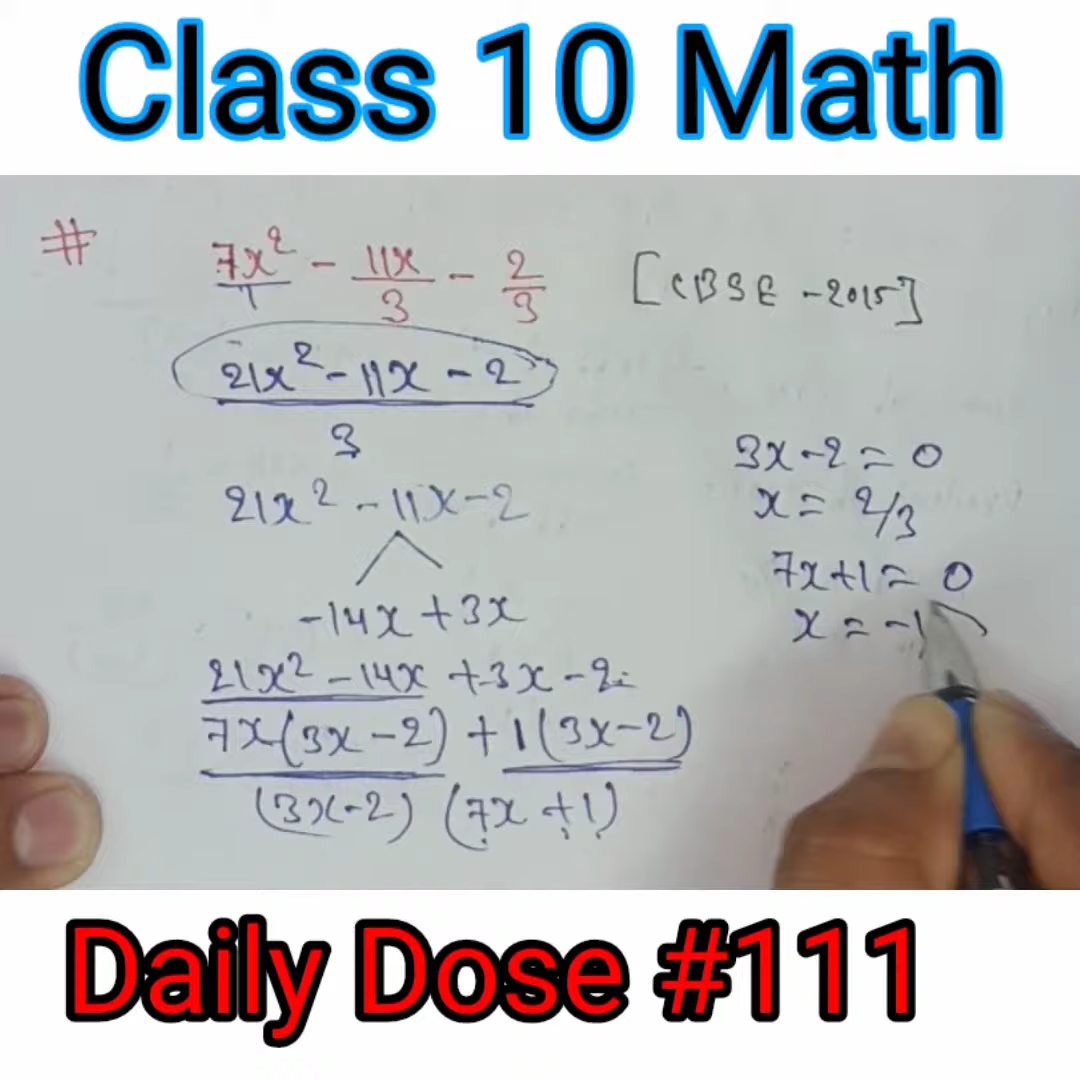 Class 10 Math
# 7x²/1 - 11x/3 - 2/3 [CBSE - 2015]
21x² - 11x - 2
3
21x² - 11x - 2
-14x + 3x
21x² - 14x + 3x - 2
7x(3x - 2) + 1(3x - 2)
(3x - 2) (7x + 1)
3x - 2 = 0
x = 2/3
7x + 1 = 0
x = -1
Daily Dose #111